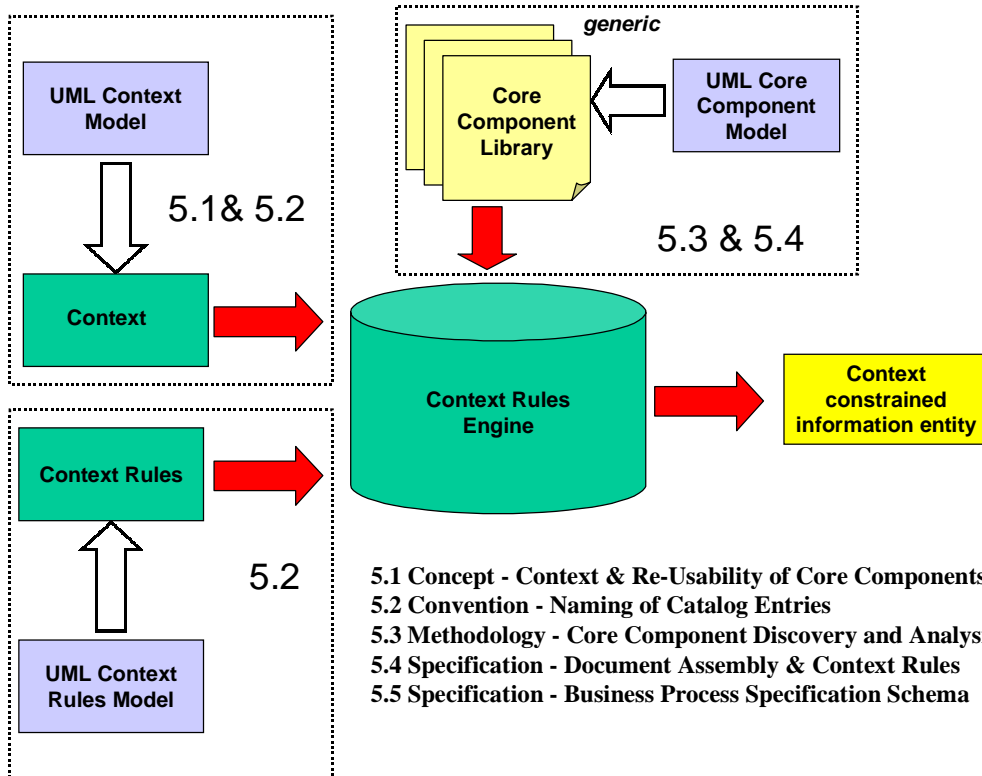 generic
UML Context
Model
Core
Component
Library
UML Core
Component
Model
5.1& 5.2
5.3 & 5.4
Context
Context Rules
Engine
Context
constrained
information entity
Context Rules
5.2
UML Context
Rules Model
5.1 Concept - Context & Re-Usability of Core Components
5.2 Convention - Naming of Catalog Entries
5.3 Methodology - Core Component Discovery and Analysi
5.4 Specification - Document Assembly & Context Rules
5.5 Specification - Business Process Specification Schema